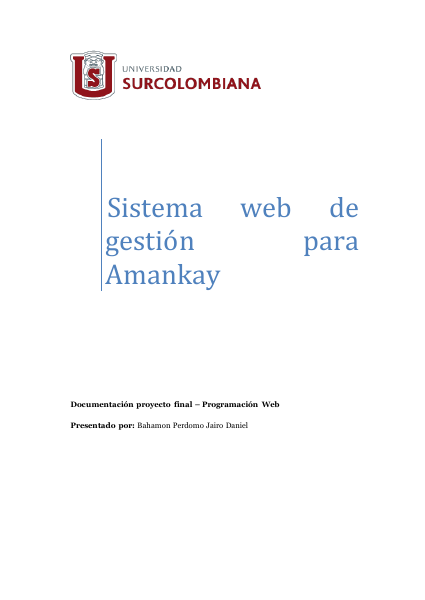 UNIVERSIDAD
SURCOLOMBIANA
Sistema web de
gestión para
Amankay
Documentación proyecto final – Programación Web
Presentado por: Bahamon Perdomo Jairo Daniel